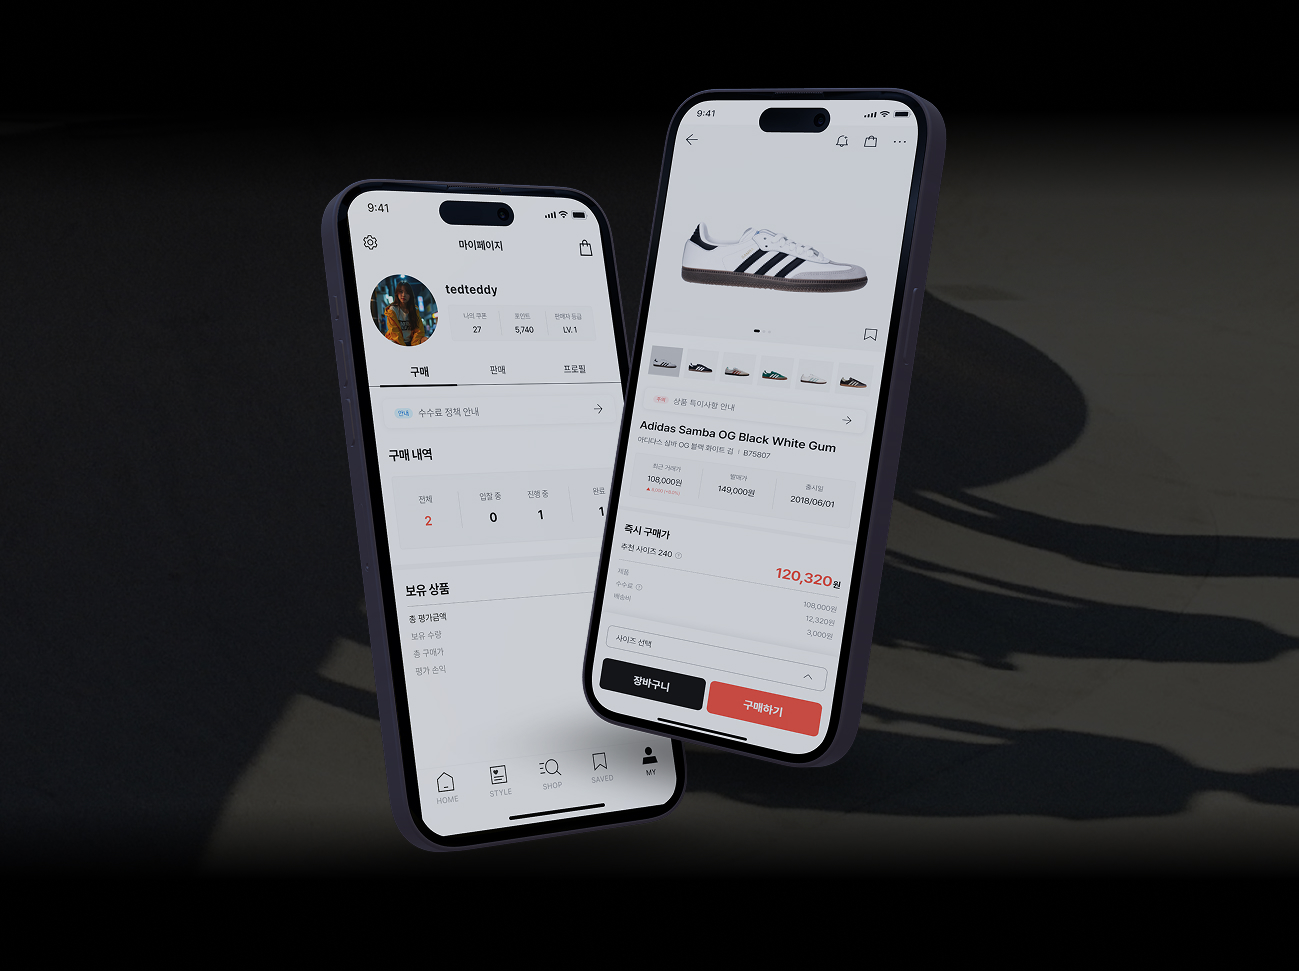 9:41
마이페이지
tedteddy
나의 쿠폰 포인트 판매자 등급
27 5,740 LV. 1
구매 판매 프로필
안내 수수료 정책 안내
구매 내역
전체 입찰 중 진행 중 완료
2 0 1 1
보유 상품
총 평가금액
보유 수량
총 구매가
평가 손익
HOME STYLE SHOP SAVED MY
9:41
주의 상품 특이사항 안내
Adidas Samba OG Black White Gum
아디다스 삼바 OG 블랙 화이트 검 | B75807
최근 거래가 발매가 출시일
108,000원 149,000원 2018/06/01
즉시 구매가
추천 사이즈 240
120,320원
제품 108,000원
수수료 12,320원
배송비 3,000원
사이즈 선택
장바구니 구매하기